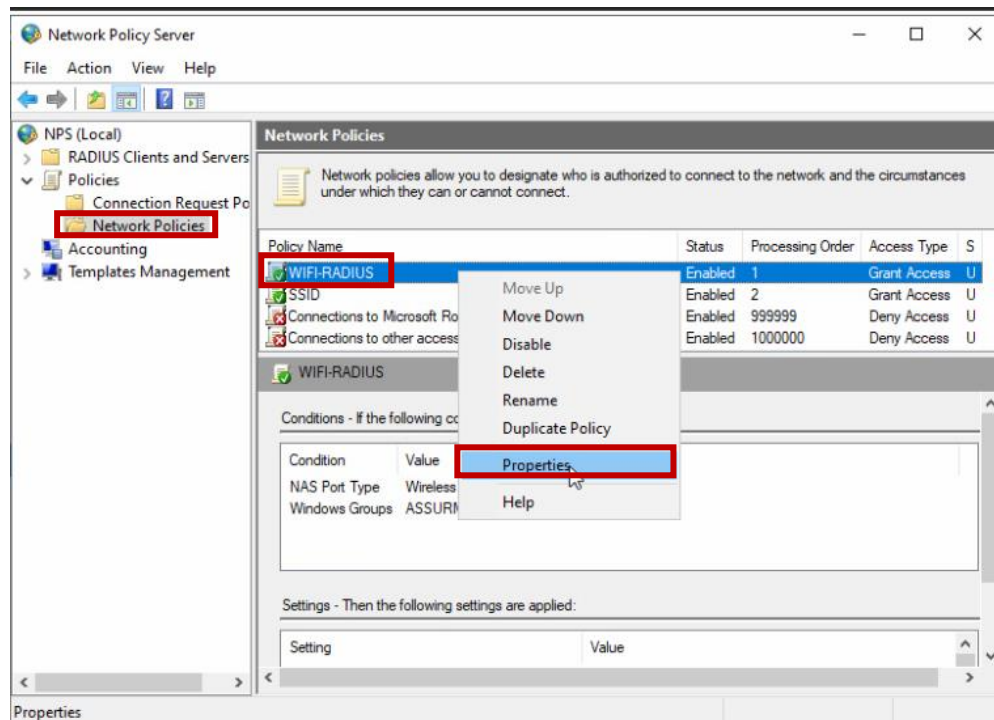 Network Policy Server
File Action View Help
NPS (Local)
RADIUS Clients and Servers
Policies
Connection Request Po
Network Policies
Accounting
Templates Management
Network Policies
Network policies allow you to designate who is authorized to connect to the network and the circumstances
under which they can or cannot connect.
Policy Name Status Processing Order Access Type S
WIFI-RADIUS Enabled 1 Grant Access U
SSID Enabled 2 Grant Access U
Connections to Microsoft Ro Enabled 999999 Deny Access U
Connections to other access Enabled 1000000 Deny Access U
Move Up
Move Down
Disable
Delete
Rename
Duplicate Policy
Properties
Help
WIFI-RADIUS
Conditions - If the following co
Condition Value
NAS Port Type Wireless
Windows Groups ASSURM
Settings - Then the following settings are applied:
Setting Value
Properties